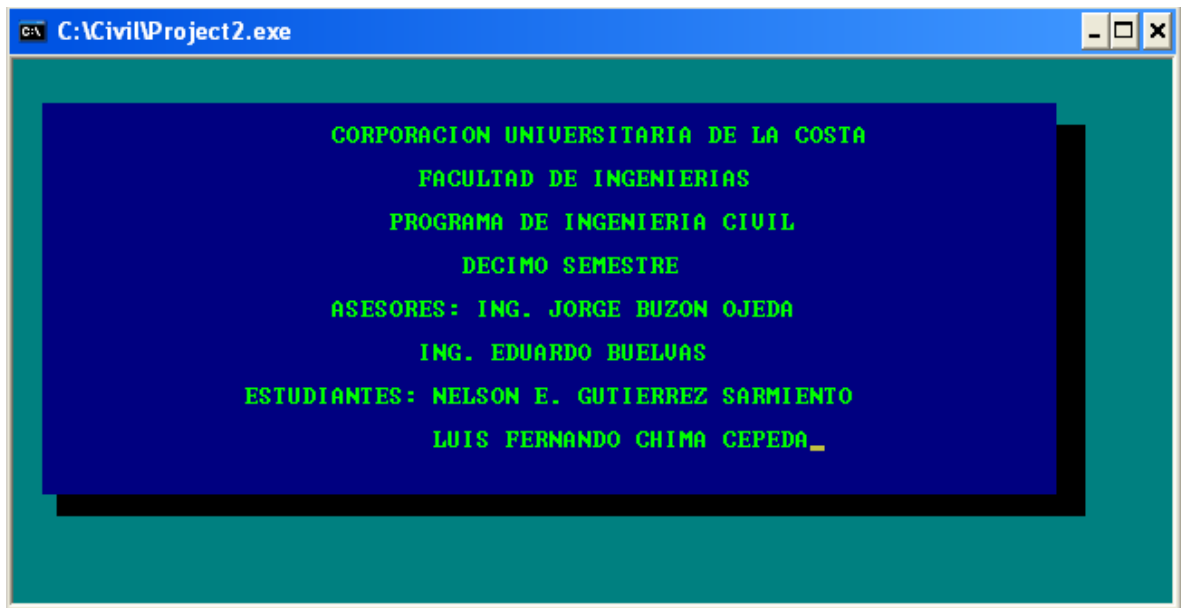 C:\Civil\Project2.exe
CORPORACION UNIVERSITARIA DE LA COSTA
FACULTAD DE INGENIERIAS
PROGRAMA DE INGENIERIA CIVIL
DECIMO SEMESTRE
ASESORES: ING. JORGE BUZON OJEDA
ING. EDUARDO BUELVAS
ESTUDIANTES: NELSON E. GUTIERREZ SARMIENTO
LUIS FERNANDO CHIMA CEPEDA_